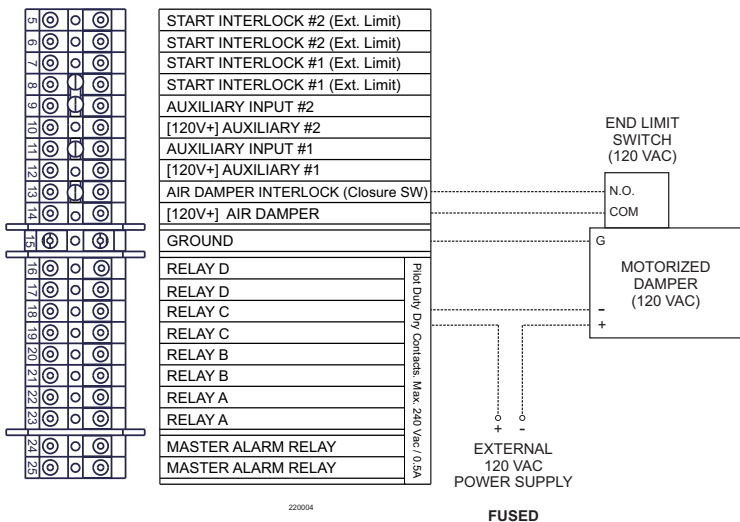 5 START INTERLOCK #2 (Ext. Limit)
6 START INTERLOCK #2 (Ext. Limit)
7 START INTERLOCK #1 (Ext. Limit)
8 START INTERLOCK #1 (Ext. Limit)
9 AUXILIARY INPUT #2
10 [120V+] AUXILIARY #2
11 AUXILIARY INPUT #1
12 [120V+] AUXILIARY #1
13 AIR DAMPER INTERLOCK (Closure SW)
14 [120V+] AIR DAMPER
15 GROUND
16 RELAY D
17 RELAY D
18 RELAY C
19 RELAY C
20 RELAY B
21 RELAY B
22 RELAY A
23 RELAY A
24 MASTER ALARM RELAY
25 MASTER ALARM RELAY
Pilot Duty Dry Contacts. Max. 240 Vac / 0.5A
END LIMIT
SWITCH
(120 VAC)
N.O.
COM
G
MOTORIZED
DAMPER
(120 VAC)
-
+
+ -
EXTERNAL
120 VAC
POWER SUPPLY
FUSED
220004